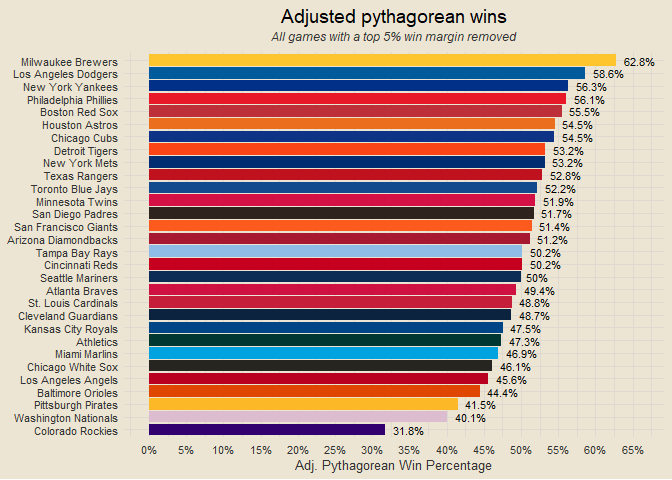 Adjusted pythagorean wins
All games with a top 5% win margin removed
Milwaukee Brewers 62.8%
Los Angeles Dodgers 58.6%
New York Yankees 56.3%
Philadelphia Phillies 56.1%
Boston Red Sox 55.5%
Houston Astros 54.5%
Chicago Cubs 54.5%
Detroit Tigers 53.2%
New York Mets 53.2%
Texas Rangers 52.8%
Toronto Blue Jays 52.2%
Minnesota Twins 51.9%
San Diego Padres 51.7%
San Francisco Giants 51.4%
Arizona Diamondbacks 51.2%
Tampa Bay Rays 50.2%
Cincinnati Reds 50.2%
Seattle Mariners 50%
Atlanta Braves 49.4%
St. Louis Cardinals 48.8%
Cleveland Guardians 48.7%
Kansas City Royals 47.5%
Athletics 47.3%
Miami Marlins 46.9%
Chicago White Sox 46.1%
Los Angeles Angels 45.6%
Baltimore Orioles 44.4%
Pittsburgh Pirates 41.5%
Washington Nationals 40.1%
Colorado Rockies 31.8%
0% 5% 10% 15% 20% 25% 30% 35% 40% 45% 50% 55% 60% 65%
Adj. Pythagorean Win Percentage